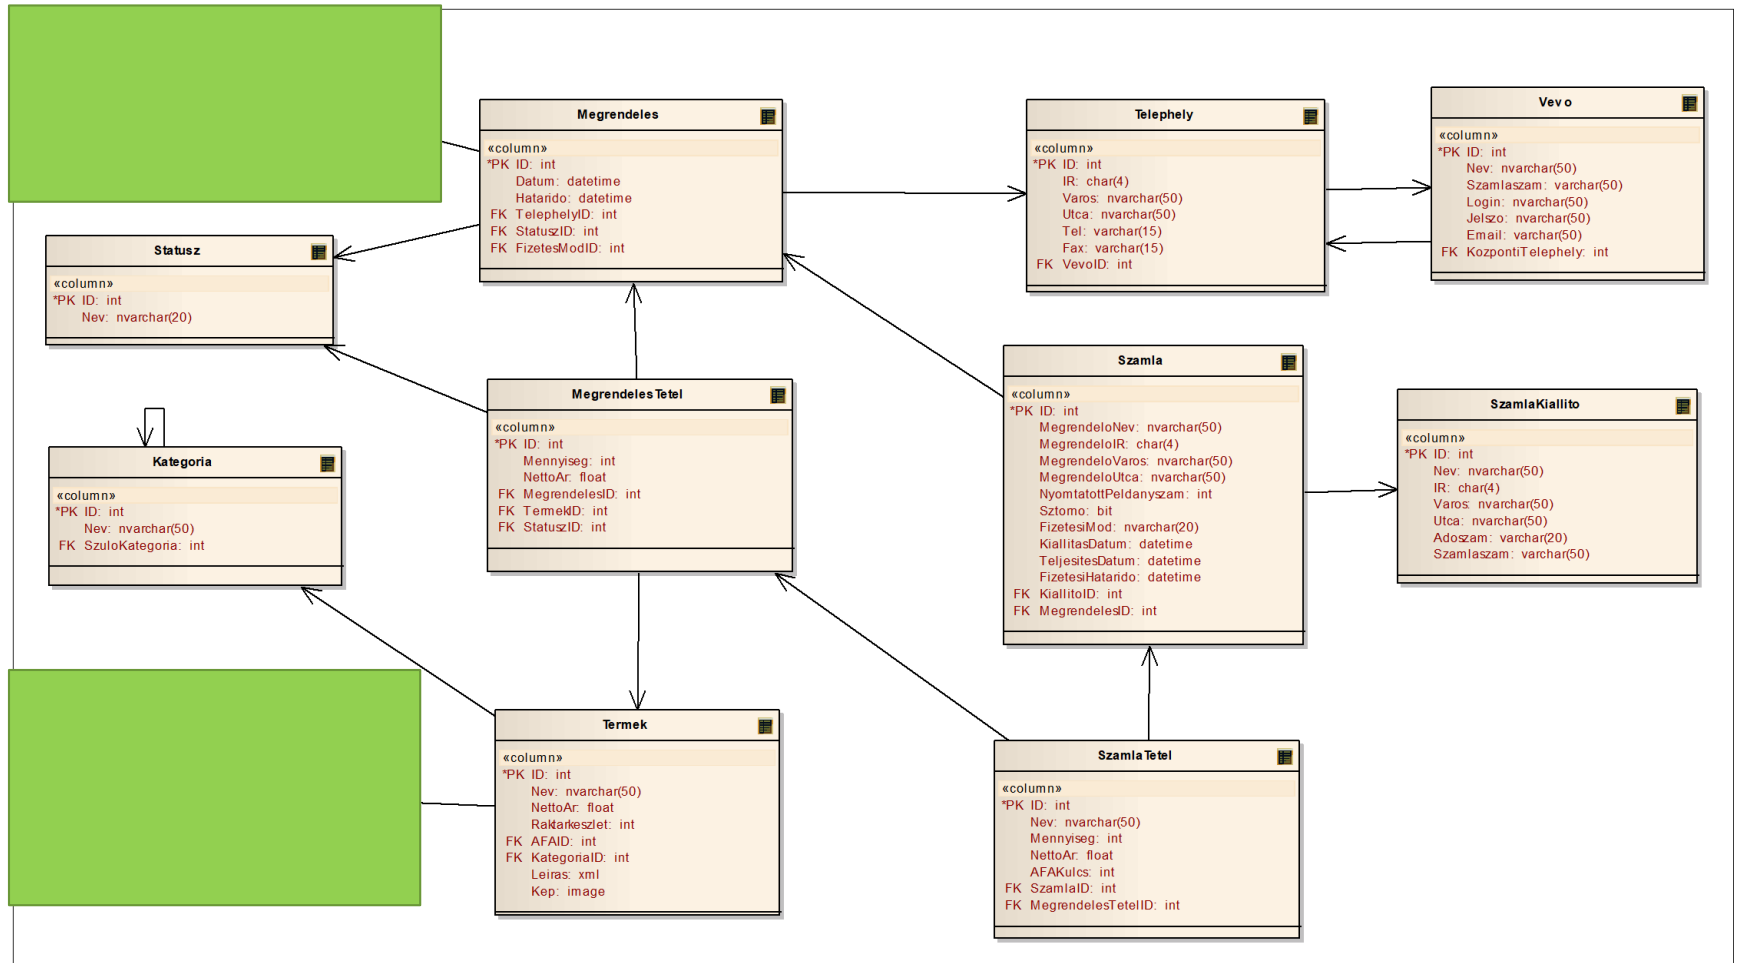 Megrendeles
«column»
*PK ID: int
Datum: datetime
Hatarido: datetime
FK TelephelyID: int
FK StatuszID: int
FK FizetesModID: int
Telephely
«column»
*PK ID: int
IR: char(4)
Varos: nvarchar(50)
Utca: nvarchar(50)
Tel: varchar(15)
Fax: varchar(15)
FK VevoID: int
Vevo
«column»
*PK ID: int
Nev: nvarchar(50)
Szamlaszam: varchar(50)
Login: nvarchar(50)
Jelszo: nvarchar(50)
Email: varchar(50)
FK KozpontiTelephely: int
Statusz
«column»
*PK ID: int
Nev: nvarchar(20)
MegrendelesTetel
«column»
*PK ID: int
Mennyiseg: int
NettoAr: float
FK MegrendelesID: int
FK TermekID: int
FK StatuszID: int
Szamla
«column»
*PK ID: int
MegrendeloNev: nvarchar(50)
MegrendeloIR: char(4)
MegrendeloVaros: nvarchar(50)
MegrendeloUtca: nvarchar(50)
NyomtatottPeldanyszam: int
Sztorno: bit
FizetesiMod: nvarchar(20)
KiallitasDatum: datetime
TeljesitesDatum: datetime
FizetesiHatarido: datetime
FK KiallitoID: int
FK MegrendelesID: int
SzamlaKiallito
«column»
*PK ID: int
Nev: nvarchar(50)
IR: char(4)
Varos: nvarchar(50)
Utca: nvarchar(50)
Adoszam: varchar(20)
Szamlaszam: varchar(50)
Kategoria
«column»
*PK ID: int
Nev: nvarchar(50)
FK SzuloKategoria: int
Termek
«column»
*PK ID: int
Nev: nvarchar(50)
NettoAr: float
Raktarkeszlet: int
FK AFAID: int
FK KategoriaID: int
Leiras: xml
Kep: image
SzamlaTetel
«column»
*PK ID: int
Nev: nvarchar(50)
Mennyiseg: int
NettoAr: float
AFAKulcs: int
FK SzamlaID: int
FK MegrendelesTetelID: int